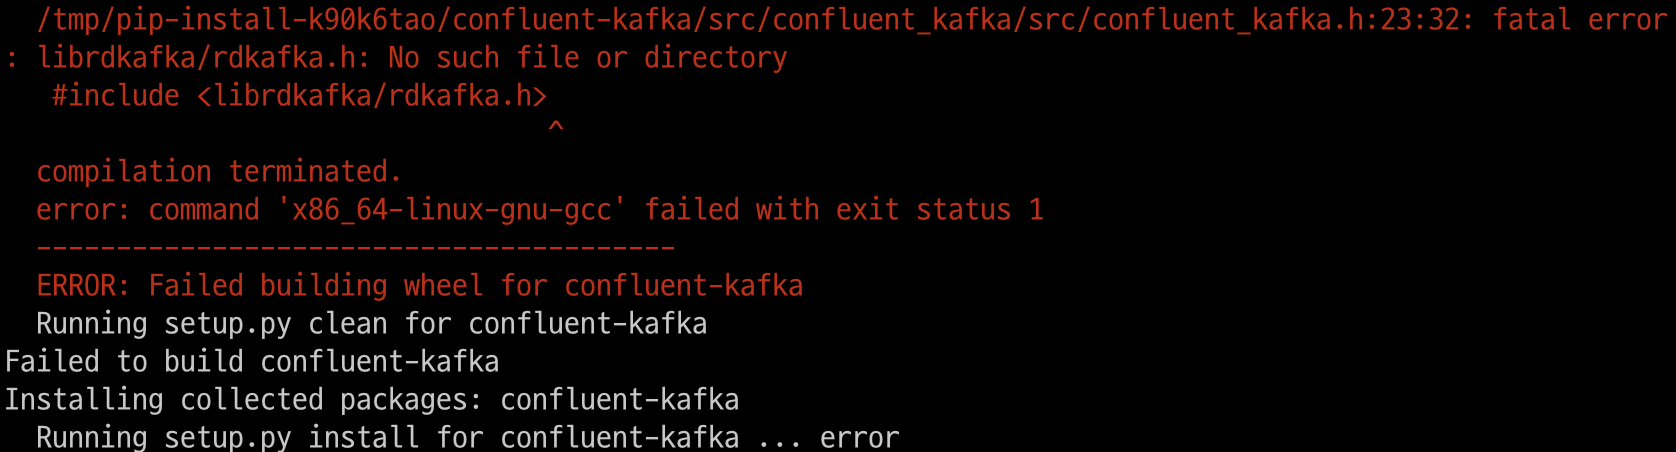 /tmp/pip-install-k90k6tao/confluent-kafka/src/confluent_kafka/src/confluent_kafka.h:23:32: fatal error
: librdkafka/rdkafka.h: No such file or directory
#include <librdkafka/rdkafka.h>
^
compilation terminated.
error: command 'x86_64-linux-gnu-gcc' failed with exit status 1
----------------------------------------
ERROR: Failed building wheel for confluent-kafka
Running setup.py clean for confluent-kafka
Failed to build confluent-kafka
Installing collected packages: confluent-kafka
Running setup.py install for confluent-kafka ... error